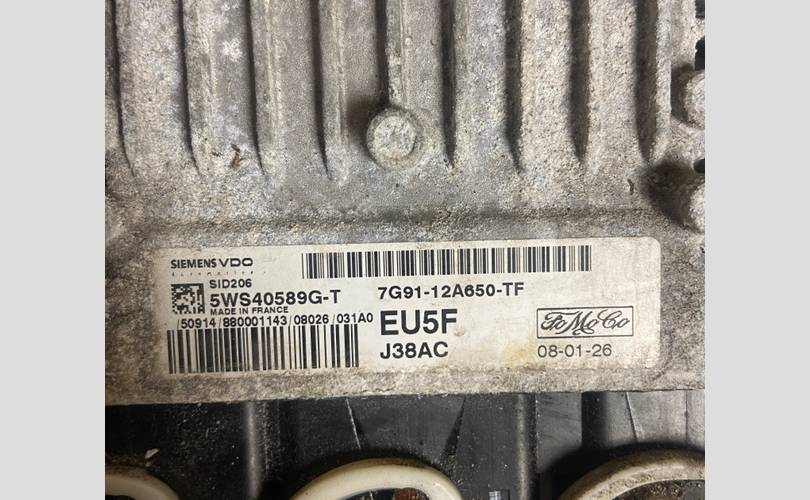 SIEMENS VDO
Automotive
SID206
5WS40589G-T
MADE IN FRANCE
/50914/880001143/08026/031A0
7G91-12A650-TF
EU5F
J38AC
FoMoCo
08-01-26